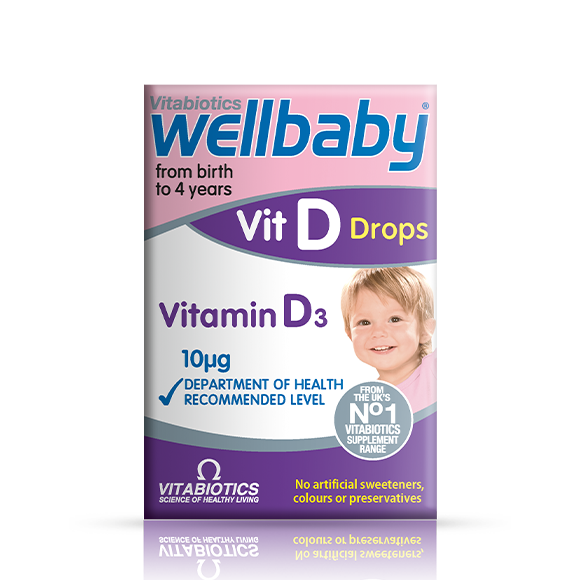 Vitabiotics
wellbaby®
from birth
to 4 years
Vit D Drops
Vitamin D3
10µg
✓ DEPARTMENT OF HEALTH
RECOMMENDED LEVEL
FROM
THE UK'S
Nº1
VITABIOTICS
SUPPLEMENT
RANGE
VITABIOTICS
SCIENCE OF HEALTHY LIVING
No artificial sweeteners,
colours or preservatives